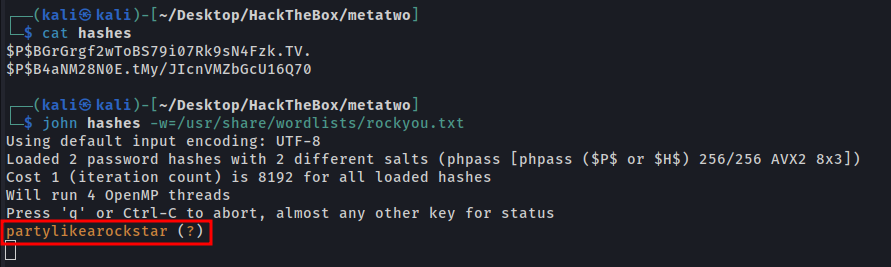 ┌──(kali㉿kali)-[~/Desktop/HackTheBox/metatwo]
└─$ cat hashes
$P$BGrGrgf2wToBS79i07Rk9sN4Fzk.TV.
$P$B4aNM28N0E.tMy/JIcnVMZbGcU16Q70
┌──(kali㉿kali)-[~/Desktop/HackTheBox/metatwo]
└─$ john hashes -w=/usr/share/wordlists/rockyou.txt
Using default input encoding: UTF-8
Loaded 2 password hashes with 2 different salts (phpass [phpass ($P$ or $H$) 256/256 AVX2 8x3])
Cost 1 (iteration count) is 8192 for all loaded hashes
Will run 4 OpenMP threads
Press 'q' or Ctrl-C to abort, almost any other key for status
partylikearockstar (?)